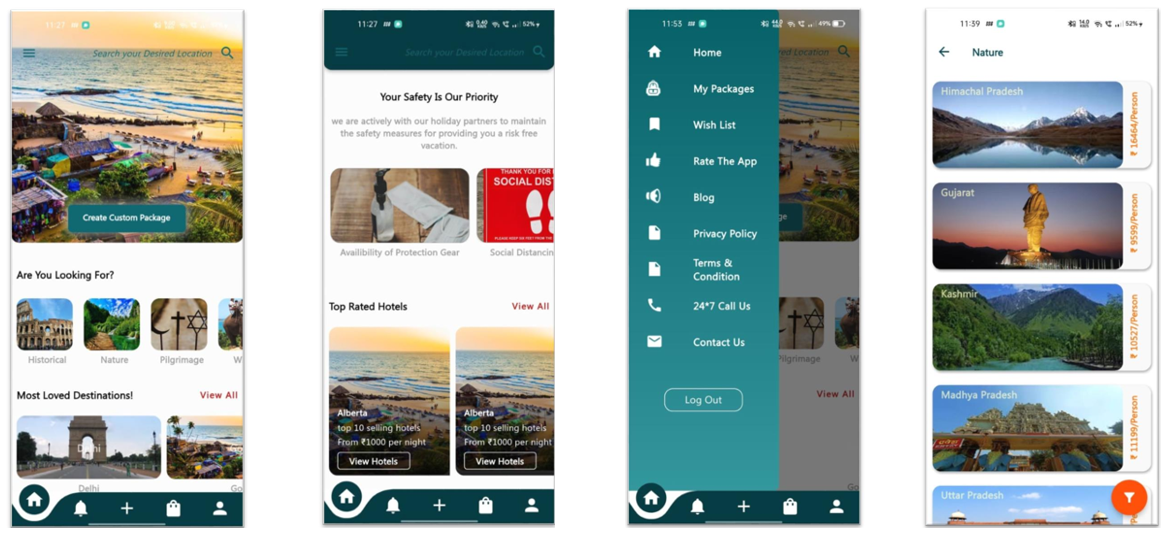 11:27
Search your Desired Location
Create Custom Package
Are You Looking For?
Historical
Nature
Pilgrimage
W
Most Loved Destinations!
View All
Delhi
Delhi
Go
11:27
0.40
52%
Search your Desired Location
Your Safety Is Our Priority
we are actively with our holiday partners to maintain
the safety measures for providing you a risk free
vacation.
THANK YOU FOR
SOCIAL DIST
Availibility of Protection Gear
Social Distancin
Top Rated Hotels
View All
Alberta
top 10 selling hotels
From ₹1000 per night
View Hotels
Alberta
top 10 selling hotels
From ₹1000 per night
View Hotels
11:53
49%
Home
My Packages
Wish List
Rate The App
Blog
Privacy Policy
Terms &
Condition
24*7 Call Us
Contact Us
Log Out
ge
Pilgrimage
W
View All
Go
11:39
52%
Nature
Himachal Pradesh
₹ 16464/Person
Gujarat
₹ 9599/Person
Kashmir
₹ 10527/Person
Madhya Pradesh
₹ 11199/Person
Uttar Pradesh